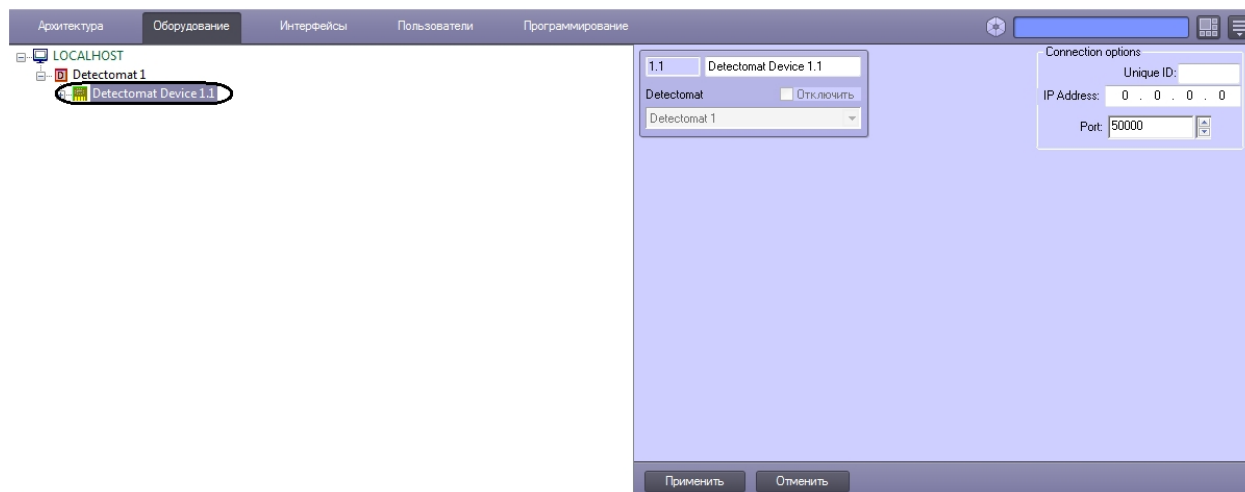 Архитектура Оборудование Интерфейсы Пользователи Программирование
LOCALHOST
Detectomat 1
Detectomat Device 1.1
1.1 Detectomat Device 1.1
Detectomat Отключить
Detectomat 1
Connection options
Unique ID:
IP Address: 0 . 0 . 0 . 0
Port: 50000
Применить Отменить